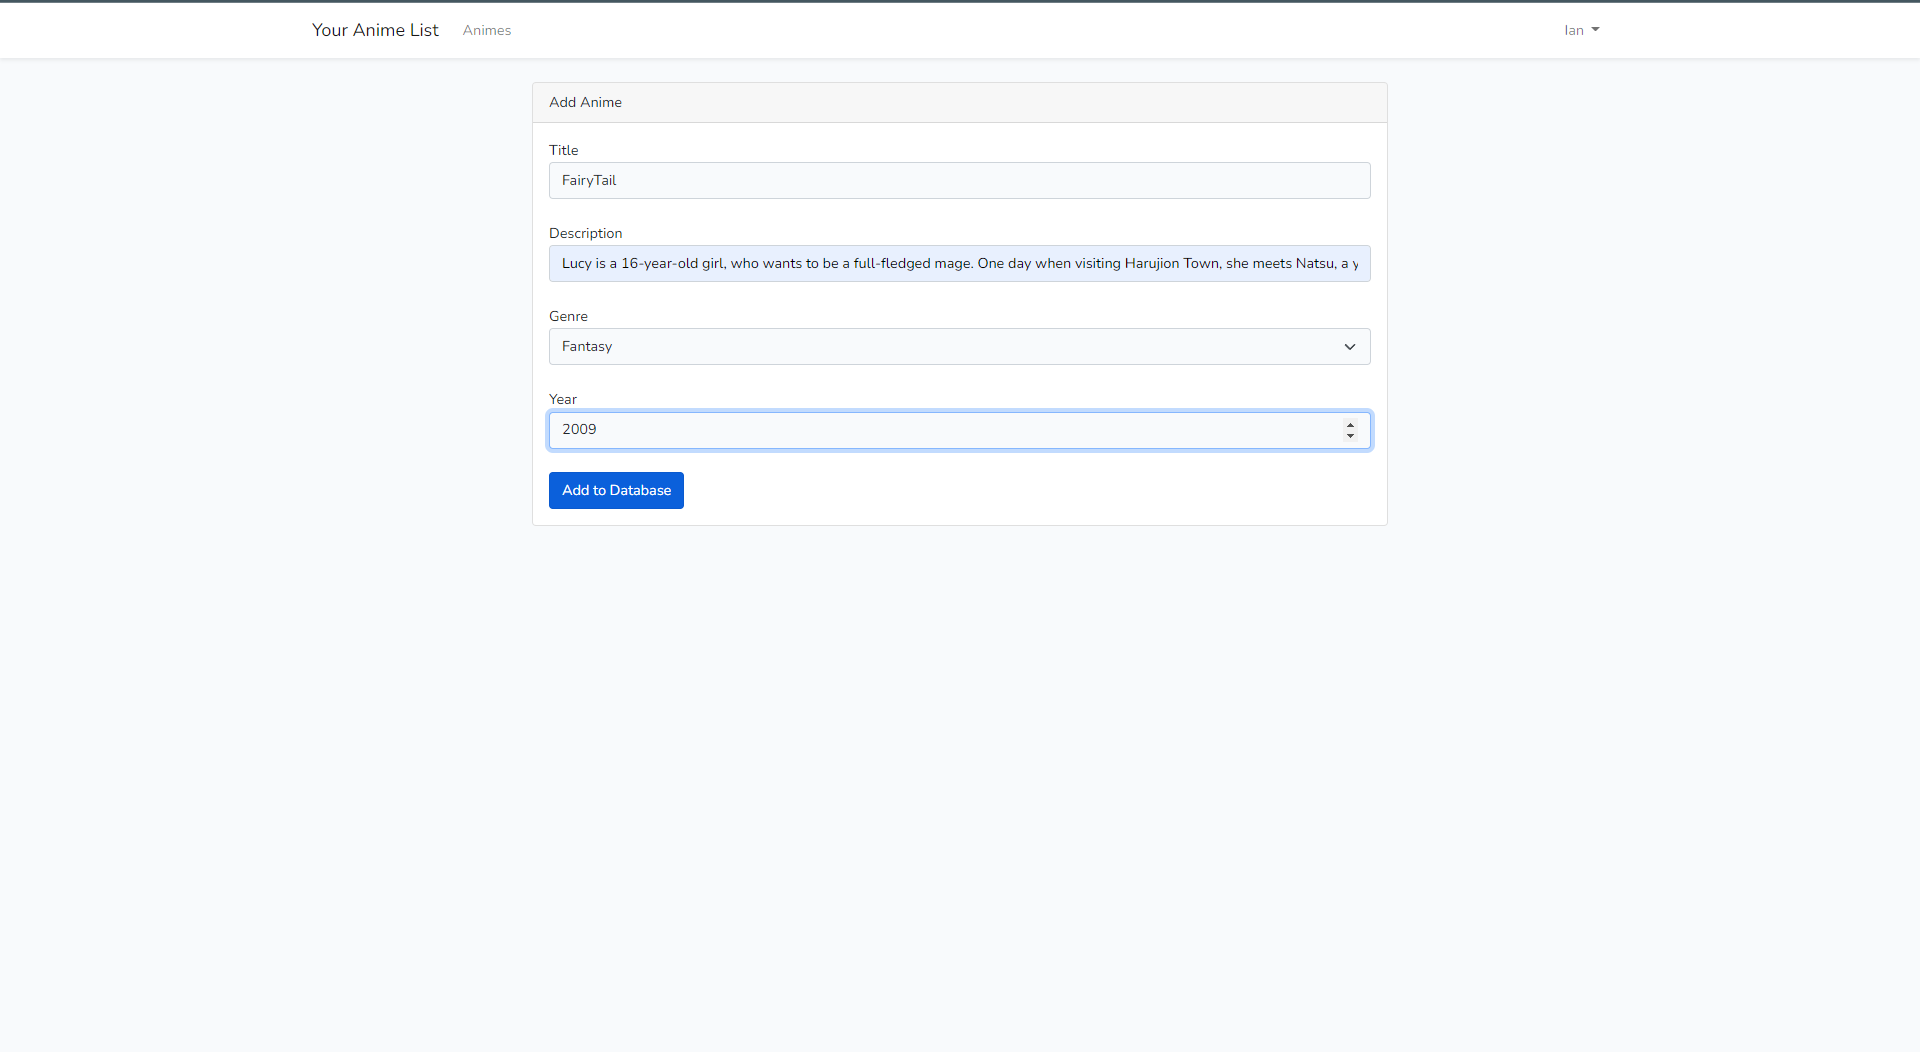 Your Anime List Animes Ian
Add Anime
Title
FairyTail
Description
Lucy is a 16-year-old girl, who wants to be a full-fledged mage. One day when visiting Harujion Town, she meets Natsu, a y
Genre
Fantasy
Year
2009
Add to Database